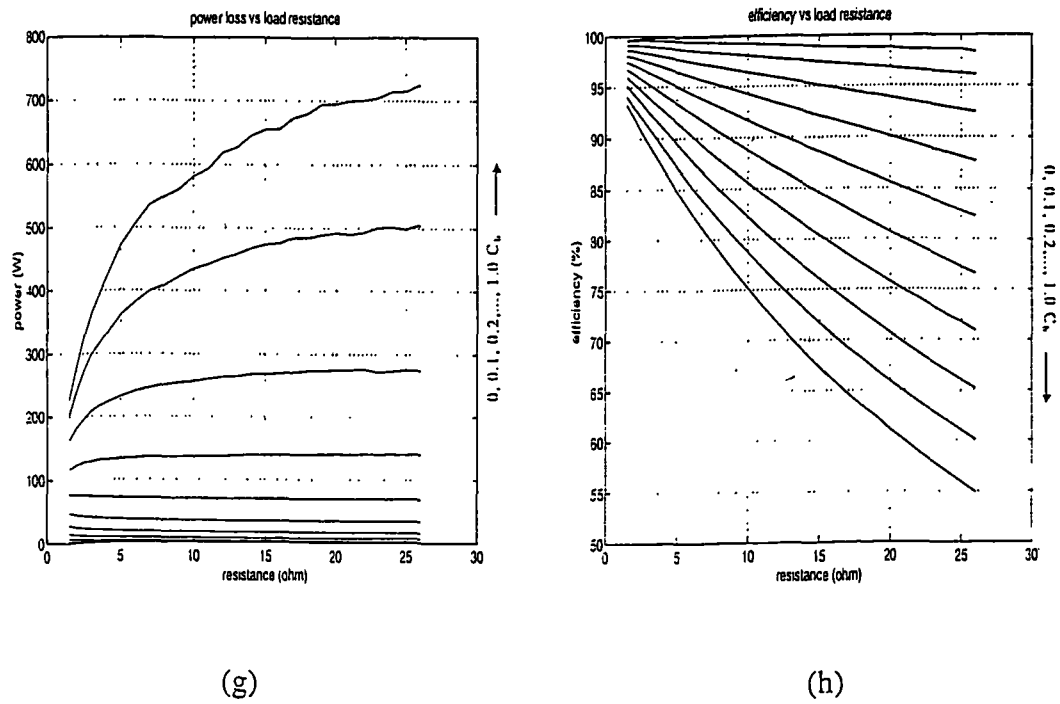 power loss vs load resistance
800
700
600
500
400
300
200
100
0
power (W)
0 5 10 15 20 25 30
resistance (ohm)
0, 0.1, 0.2,...., 1.0 Cₕ
(g)
efficiency vs load resistance
100
95
90
85
80
75
70
65
60
55
50
efficiency (%)
0 5 10 15 20 25 30
resistance (ohm)
0, 0.1, 0.2,...., 1.0 Cₕ
(h)